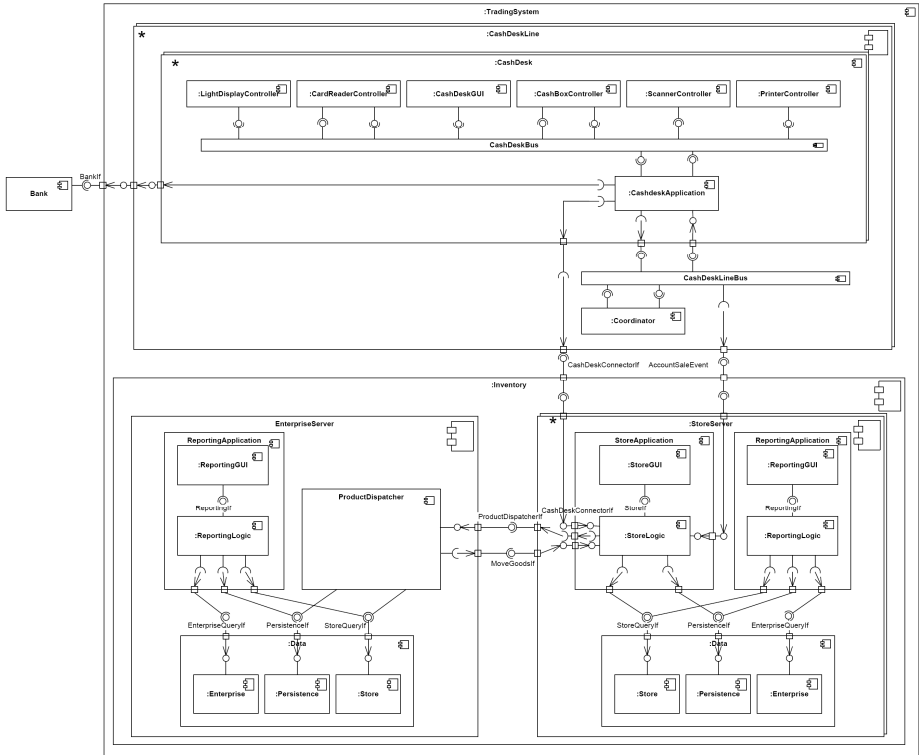 :TradingSystem
* :CashDeskLine
* :CashDesk
:LightDisplayController :CardReaderController :CashDeskGUI :CashBoxController :ScannerController :PrinterController
CashDeskBus
BankIf
Bank
:CashdeskApplication
CashDeskLineBus
:Coordinator
CashDeskConnectorIf AccountSaleEvent
:Inventory
EnterpriseServer * :StoreServer
ReportingApplication StoreApplication ReportingApplication
:ReportingGUI :StoreGUI :ReportingGUI
ProductDispatcher
ReportingIf ProductDispatcherIf CashDeskConnectorIf StoreIf ReportingIf
:ReportingLogic :StoreLogic :ReportingLogic
MoveGoodsIf
EnterpriseQueryIf PersistenceIf StoreQueryIf StoreQueryIf PersistenceIf EnterpriseQueryIf
:Data :Data
:Enterprise :Persistence :Store :Store :Persistence :Enterprise